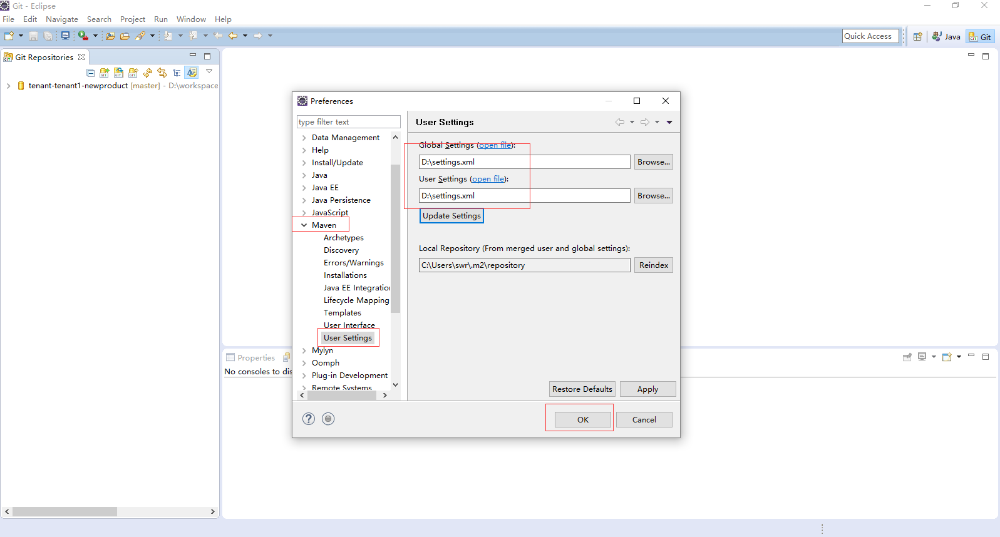 Git - Eclipse
File Edit Navigate Search Project Run Window Help
Quick Access
Java
Git
Git Repositories
tenant-tenant1-newproduct [master] - D:\workspace
Preferences
type filter text
Data Management
Help
Install/Update
Java
Java EE
Java Persistence
JavaScript
Maven
Archetypes
Discovery
Errors/Warnings
Installations
Java EE Integration
Lifecycle Mapping
Templates
User Interface
User Settings
Mylyn
Oomph
Plug-in Development
Remote Systems
User Settings
Global Settings (open file):
D:\settings.xml
Browse...
User Settings (open file):
D:\settings.xml
Browse...
Update Settings
Local Repository (From merged user and global settings):
C:\Users\swr\.m2\repository
Reindex
Restore Defaults
Apply
OK
Cancel
Properties
No consoles to dis